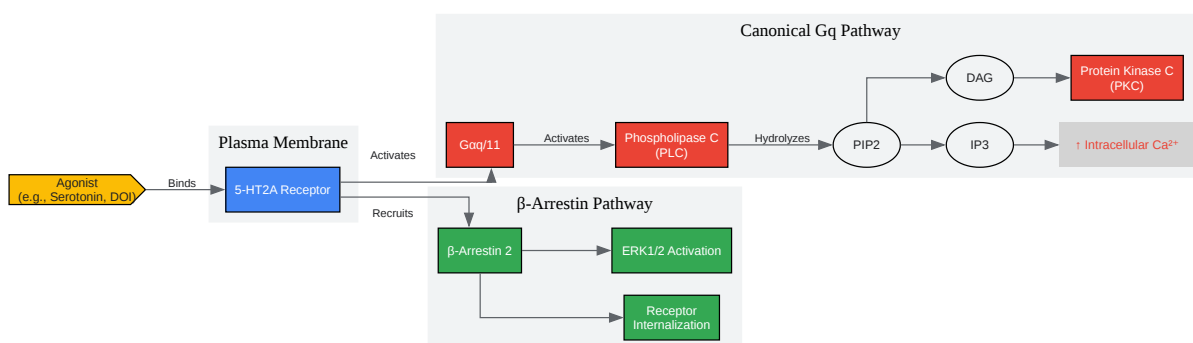 Canonical Gq Pathway
DAG
Protein Kinase C
(PKC)
Plasma Membrane
Activates
Gαq/11
Activates
Phospholipase C
(PLC)
Hydrolyzes
PIP2
IP3
↑ Intracellular Ca²⁺
Agonist
(e.g., Serotonin, DOI)
Binds
5-HT2A Receptor
Recruits
β-Arrestin Pathway
β-Arrestin 2
ERK1/2 Activation
Receptor
Internalization